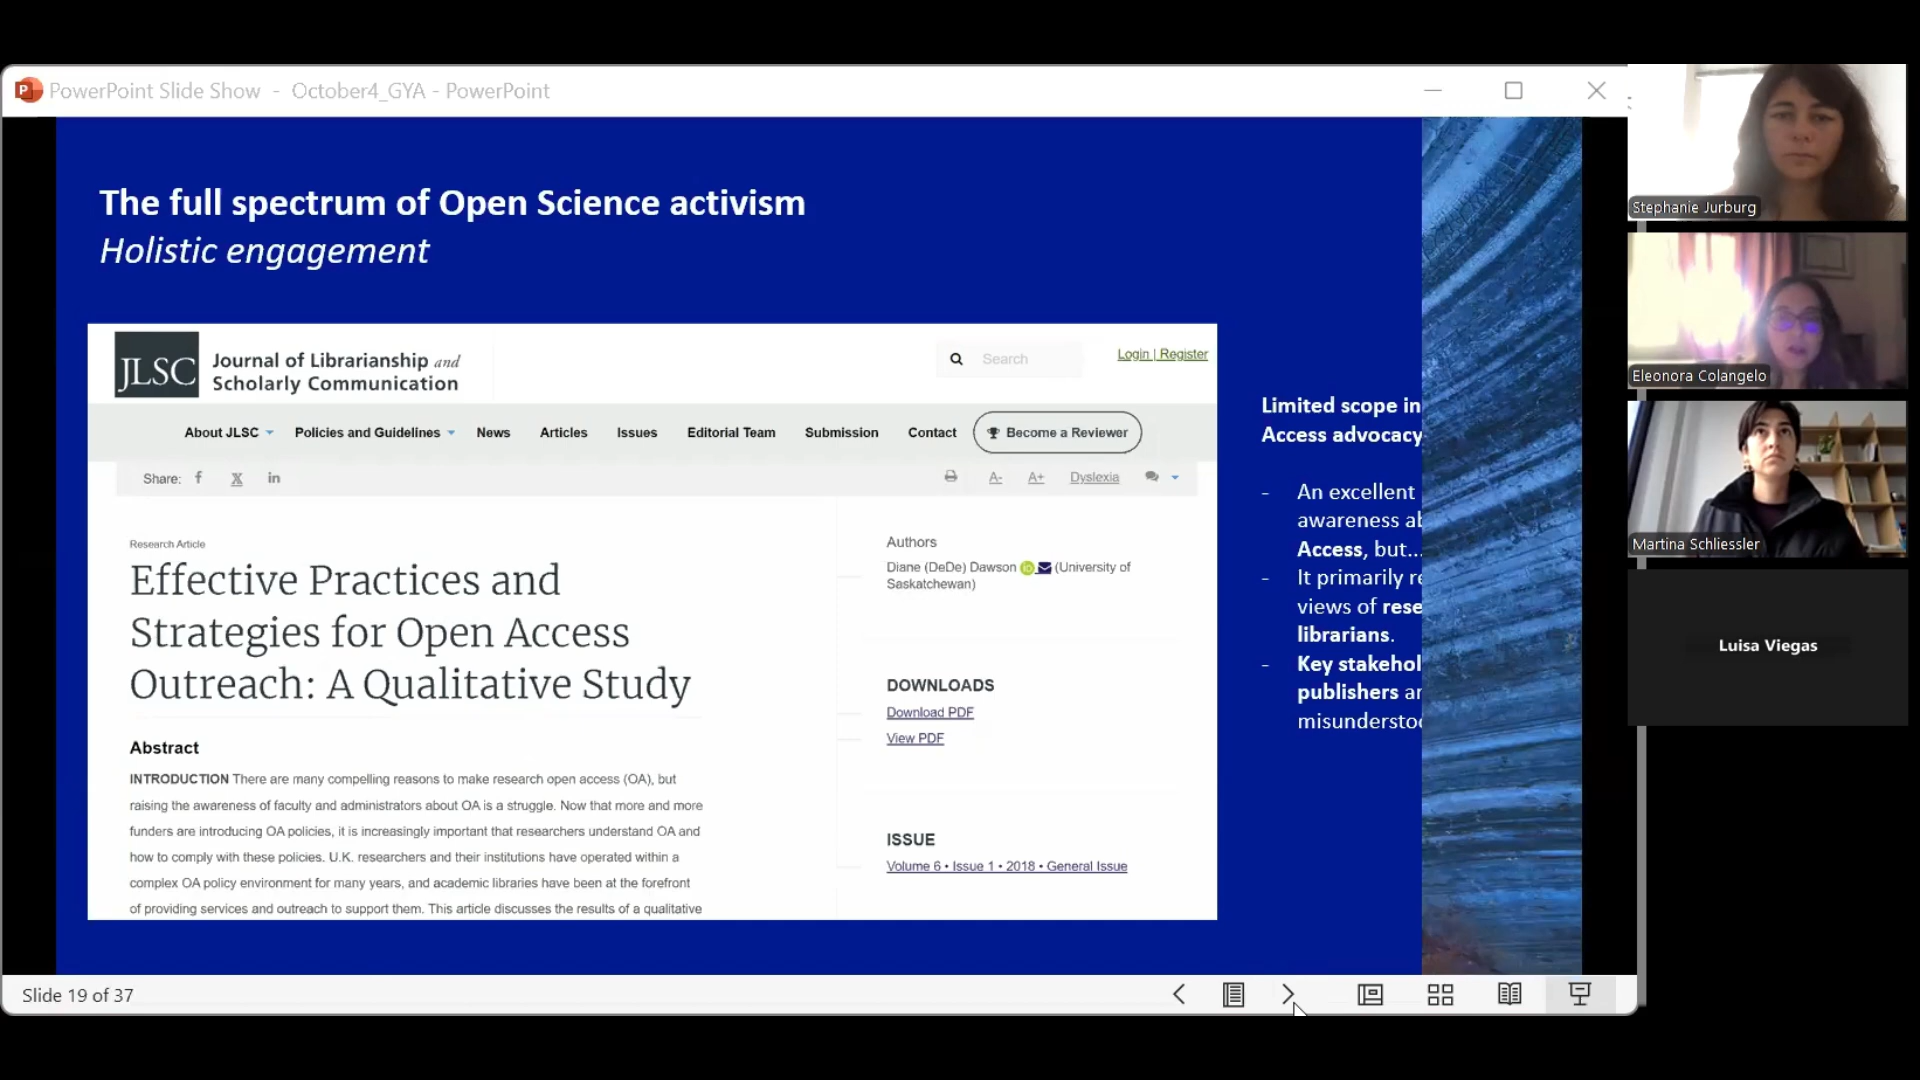 PowerPoint Slide Show - October4_GYA - PowerPoint
The full spectrum of Open Science activism
Holistic engagement
JLSC
Journal of Librarianship and
Scholarly Communication
Search
Login | Register
About JLSC
Policies and Guidelines
News
Articles
Issues
Editorial Team
Submission
Contact
Become a Reviewer
Share:
A-
A+
Dyslexia
Research Article
Effective Practices and
Strategies for Open Access
Outreach: A Qualitative Study
Abstract
INTRODUCTION There are many compelling reasons to make research open access (OA), but
raising the awareness of faculty and administrators about OA is a struggle. Now that more and more
funders are introducing OA policies, it is increasingly important that researchers understand OA and
how to comply with these policies. U.K. researchers and their institutions have operated within a
complex OA policy environment for many years, and academic libraries have been at the forefront
of providing services and outreach to support them. This article discusses the results of a qualitative
Authors
Diane (DeDe) Dawson (University of
Saskatchewan)
DOWNLOADS
Download PDF
View PDF
ISSUE
Volume 6 • Issue 1 • 2018 • General Issue
Limited scope in
Access advocacy
- An excellent
awareness
Access, but...
- It primarily
views of
librarians.
- Key
publishers
Slide 19 of 37
Stephanie Jurburg
Eleonora Colangelo
Martina Schliessler
Luisa Viegas